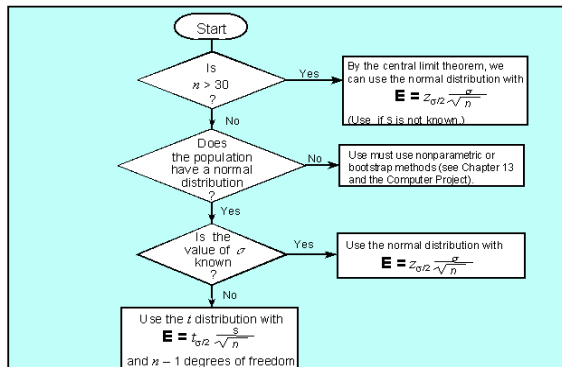 Start
Is
n > 30
?
Yes
By the central limit theorem, we
can use the normal distribution with
E = z σ/2 σ/√n
(Use if s is not known.)
No
Does
the population
have a normal
distribution
?
No
Use must use nonparametric or
bootstrap methods (see Chapter 13
and the Computer Project).
Yes
Is the
value of σ
known
?
Yes
Use the normal distribution with
E = z σ/2 σ/√n
No
Use the t distribution with
E = t σ/2 s/√n
and n – 1 degrees of freedom